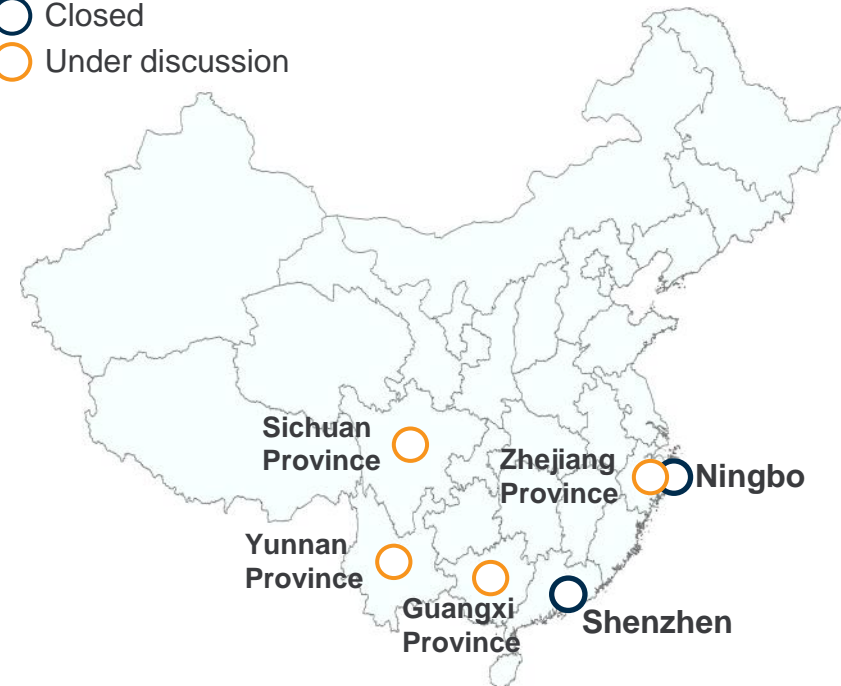 Closed
Under discussion
Sichuan
Province
Zhejiang
Province
Ningbo
Yunnan
Province
Guangxi
Province
Shenzhen